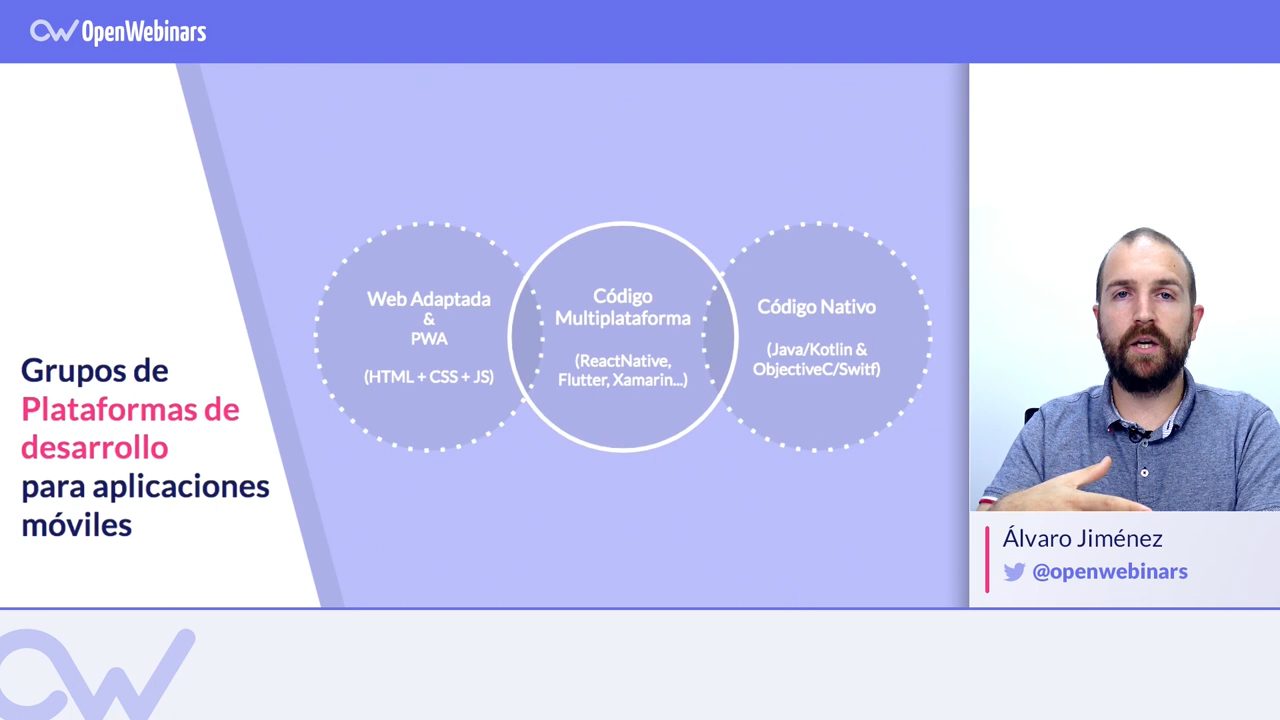 OpenWebinars
Grupos de
Plataformas de
desarrollo
para aplicaciones
móviles
Web Adaptada
&
PWA
(HTML + CSS + JS)
Código
Multiplataforma
(ReactNative,
Flutter, Xamarin...)
Código Nativo
(Java/Kotlin &
ObjectiveC/Switf)
Álvaro Jiménez
@openwebinars